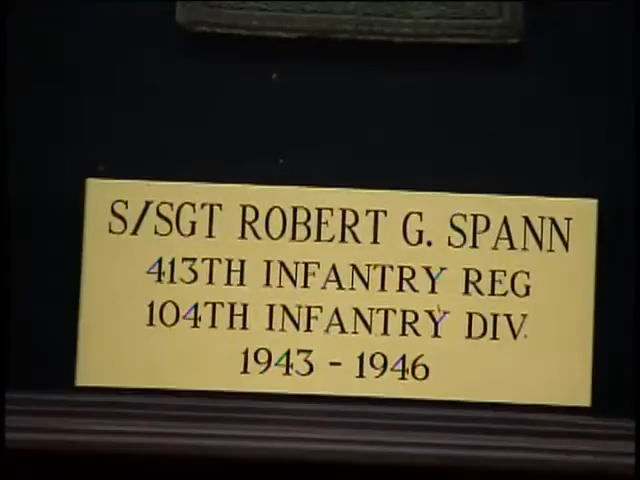 S/SGT ROBERT G. SPANN
413TH INFANTRY REG
104TH INFANTRY DIV.
1943 - 1946